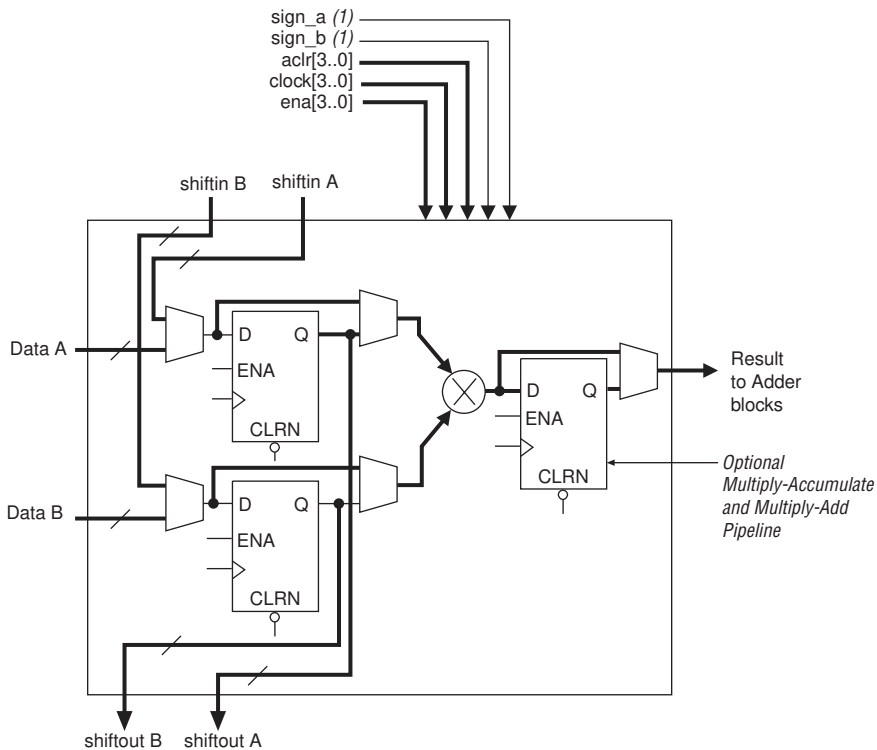 sign_a (1)
sign_b (1)
aclr[3..0]
clock[3..0]
ena[3..0]
shiftin B
shiftin A
Data A
D
Q
ENA
CLRN
Data B
D
Q
ENA
CLRN
D
Q
ENA
CLRN
Result
to Adder
blocks
Optional
Multiply-Accumulate
and Multiply-Add
Pipeline
shiftout B
shiftout A